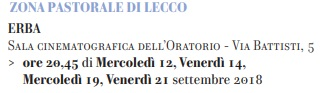 ZONA PASTORALE DI LECCO
ERBA
Sala cinematografica dell'Oratorio - Via Battisti, 5
> ore 20,45 di Mercoledì 12, Venerdì 14,
Mercoledì 19, Venerdì 21 settembre 2018